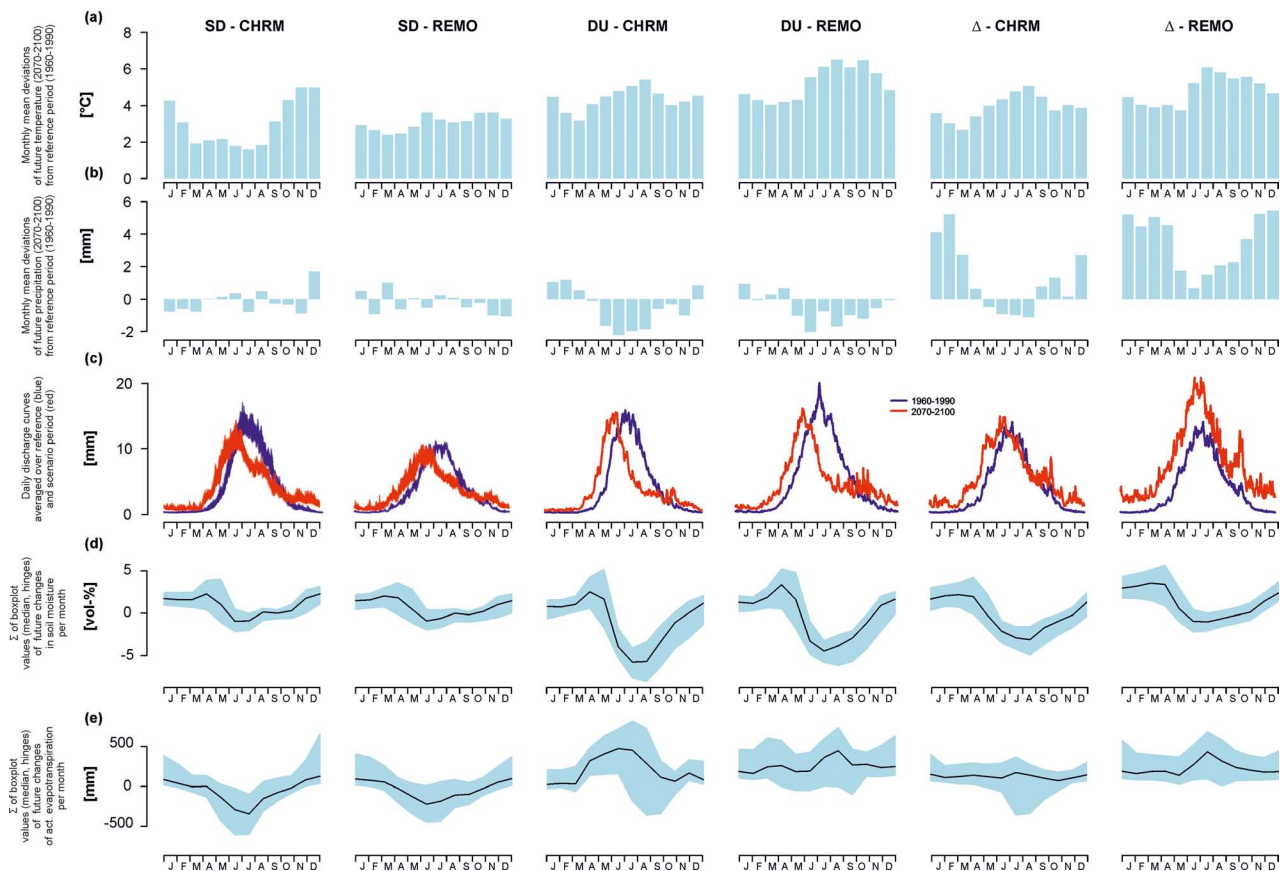 (a)
SD - CHRM SD - REMO DU - CHRM DU - REMO Δ - CHRM Δ - REMO
Monthly mean deviations
of future temperature (2070-2100)
from reference period (1960-1990)
[°C]
8
6
4
2
0
J F M A M J J A S O N D J F M A M J J A S O N D J F M A M J J A S O N D J F M A M J J A S O N D J F M A M J J A S O N D J F M A M J J A S O N D
(b)
Monthly mean deviations
of future precipitation (2070-2100)
from reference period (1960-1990)
[mm]
6
4
2
0
-2
J F M A M J J A S O N D J F M A M J J A S O N D J F M A M J J A S O N D J F M A M J J A S O N D J F M A M J J A S O N D J F M A M J J A S O N D
(c)
Daily discharge curves
averaged over reference (blue)
and scenario period (red)
[mm]
20
10
0
1960-1990
2070-2100
J F M A M J J A S O N D J F M A M J J A S O N D J F M A M J J A S O N D J F M A M J J A S O N D J F M A M J J A S O N D J F M A M J J A S O N D
(d)
Σ of boxplot
values (median, hinges)
of future changes
in soil moisture
per month
[vol-%]
5
0
-5
J F M A M J J A S O N D J F M A M J J A S O N D J F M A M J J A S O N D J F M A M J J A S O N D J F M A M J J A S O N D J F M A M J J A S O N D
(e)
Σ of boxplot
values (median, hinges)
of future changes
of act. evapotranspiration
per month
[mm]
500
0
-500
J F M A M J J A S O N D J F M A M J J A S O N D J F M A M J J A S O N D J F M A M J J A S O N D J F M A M J J A S O N D J F M A M J J A S O N D